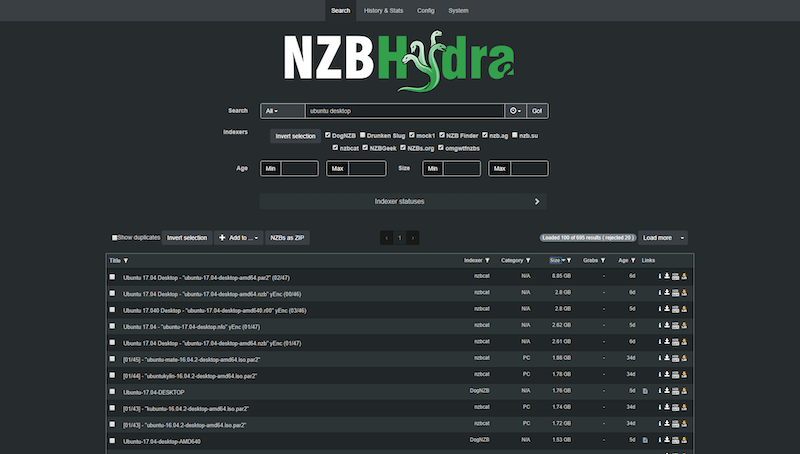 Search History & Stats Config System
NZBHydra
Search All ubuntu desktop Go!
Indexers Invert selection DogNZB Drunken Slug mock1 NZB Finder nzb.ag nzb.su
nzbcat NZBGeek NZBs.org omgwtfnzbs
Age Min Max Size Min Max
Indexer statuses
Show duplicates Invert selection Add to ... NZBs as ZIP ‹ 1 › Loaded 100 of 695 results ( rejected 20 ) Load more
Title Indexer Category Size Grabs Age Links
Ubuntu 17.04 Desktop - "ubuntu-17.04-desktop-amd64.par2" (02/47) nzbcat N/A 8.85 GB - 6d
Ubuntu 17.04 Desktop - "ubuntu-17.04-desktop-amd64.nzb" yEnc (00/46) nzbcat N/A 2.8 GB - 6d
Ubuntu 17.040 Desktop - "ubuntu-17.04-desktop-amd640.r00" yEnc (03/46) nzbcat N/A 2.8 GB - 5d
Ubuntu 17.04 - "ubuntu-17.04-desktop.nfo" yEnc (01/47) nzbcat N/A 2.62 GB - 5d
Ubuntu 17.04 Desktop - "ubuntu-17.04-desktop-amd64.nzb" yEnc (01/47) nzbcat N/A 2.61 GB - 6d
[01/45] - "ubuntu-mate-16.04.2-desktop-amd64.iso.par2" nzbcat PC 1.88 GB - 34d
[01/44] - "ubuntukylin-16.04.2-desktop-amd64.iso.par2" nzbcat PC 1.78 GB - 34d
Ubuntu-17.04-DESKTOP DogNZB N/A 1.76 GB - 5d
[01/43] - "kubuntu-16.04.2-desktop-amd64.iso.par2" nzbcat PC 1.74 GB - 34d
[01/43] - "ubuntu-16.04.2-desktop-amd64.iso.par2" nzbcat PC 1.72 GB - 34d
Ubuntu-17.04-desktop-AMD640 DogNZB N/A 1.53 GB - 5d